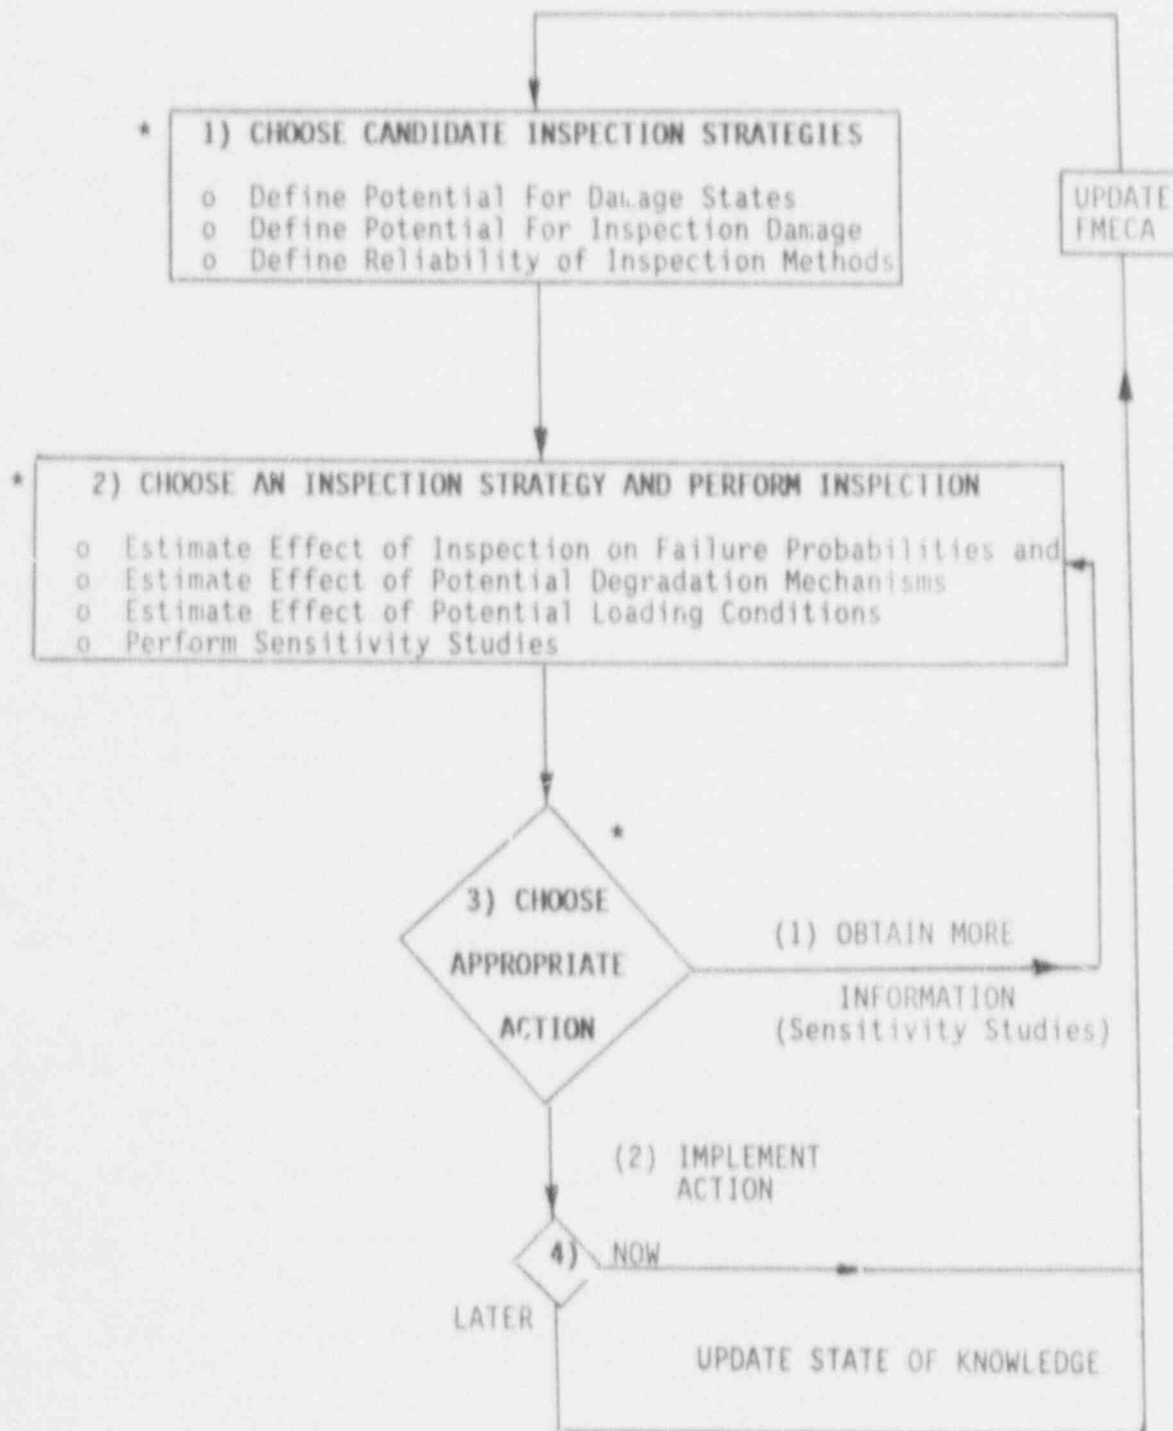 * 1) CHOOSE CANDIDATE INSPECTION STRATEGIES
o Define Potential For Damage States
o Define Potential For Inspection Damage
o Define Reliability of Inspection Methods
UPDATE
FMECA
* 2) CHOOSE AN INSPECTION STRATEGY AND PERFORM INSPECTION
o Estimate Effect of Inspection on Failure Probabilities and
o Estimate Effect of Potential Degradation Mechanisms
o Estimate Effect of Potential Loading Conditions
o Perform Sensitivity Studies
*
3) CHOOSE
APPROPRIATE
ACTION
(1) OBTAIN MORE
INFORMATION
(Sensitivity Studies)
(2) IMPLEMENT
ACTION
4) NOW
LATER
UPDATE STATE OF KNOWLEDGE